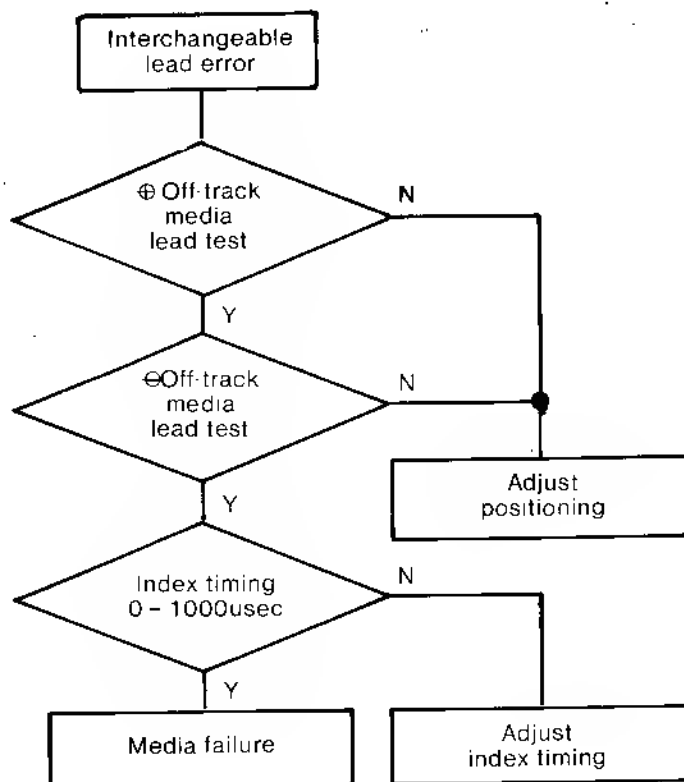 Interchangeable
lead error
⊕ Off-track
media
lead test
N
Y
⊖Off-track
media
lead test
N
Y
Adjust
positioning
Index timing
0 – 1000usec
N
Y
Media failure
Adjust
index timing